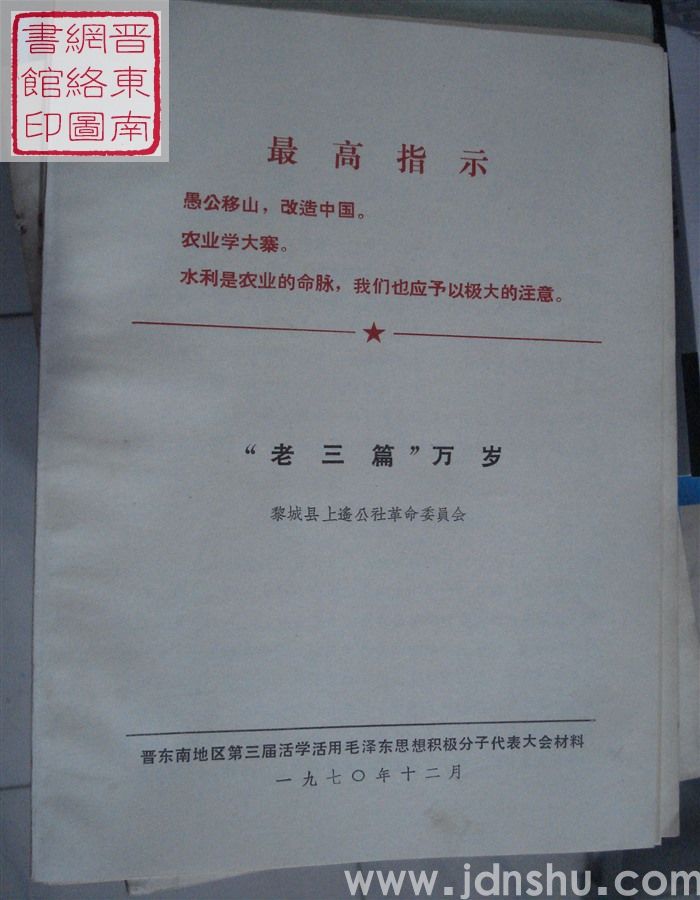 晋東南
網絡圖
書館印
最高指示
愚公移山，改造中国。
农业学大寨。
水利是农业的命脉，我们也应予以极大的注意。
“老三篇”万岁
黎城县上遥公社革命委員会
晋东南地区第三届活学活用毛泽东思想积极分子代表大会材料
一九七〇年十二月
www.jdnshu.com